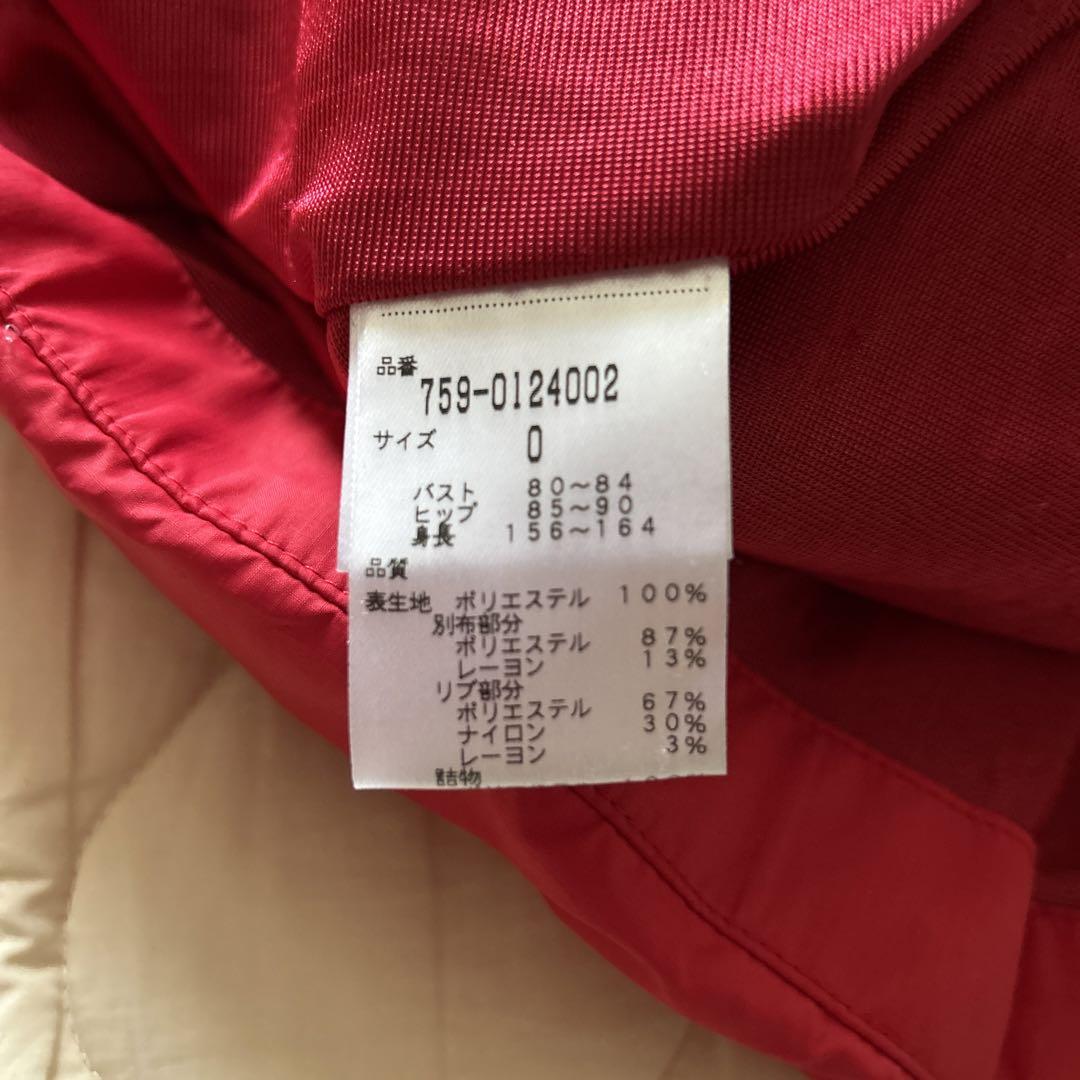 品番
759-0124002
サイズ 0
バスト 80～84
ヒップ 85～90
身長 156～164
品質
表生地 ポリエステル 100%
別布部分
ポリエステル 87%
レーヨン 13%
リブ部分
ポリエステル 67%
ナイロン 30%
レーヨン 3%
詰物